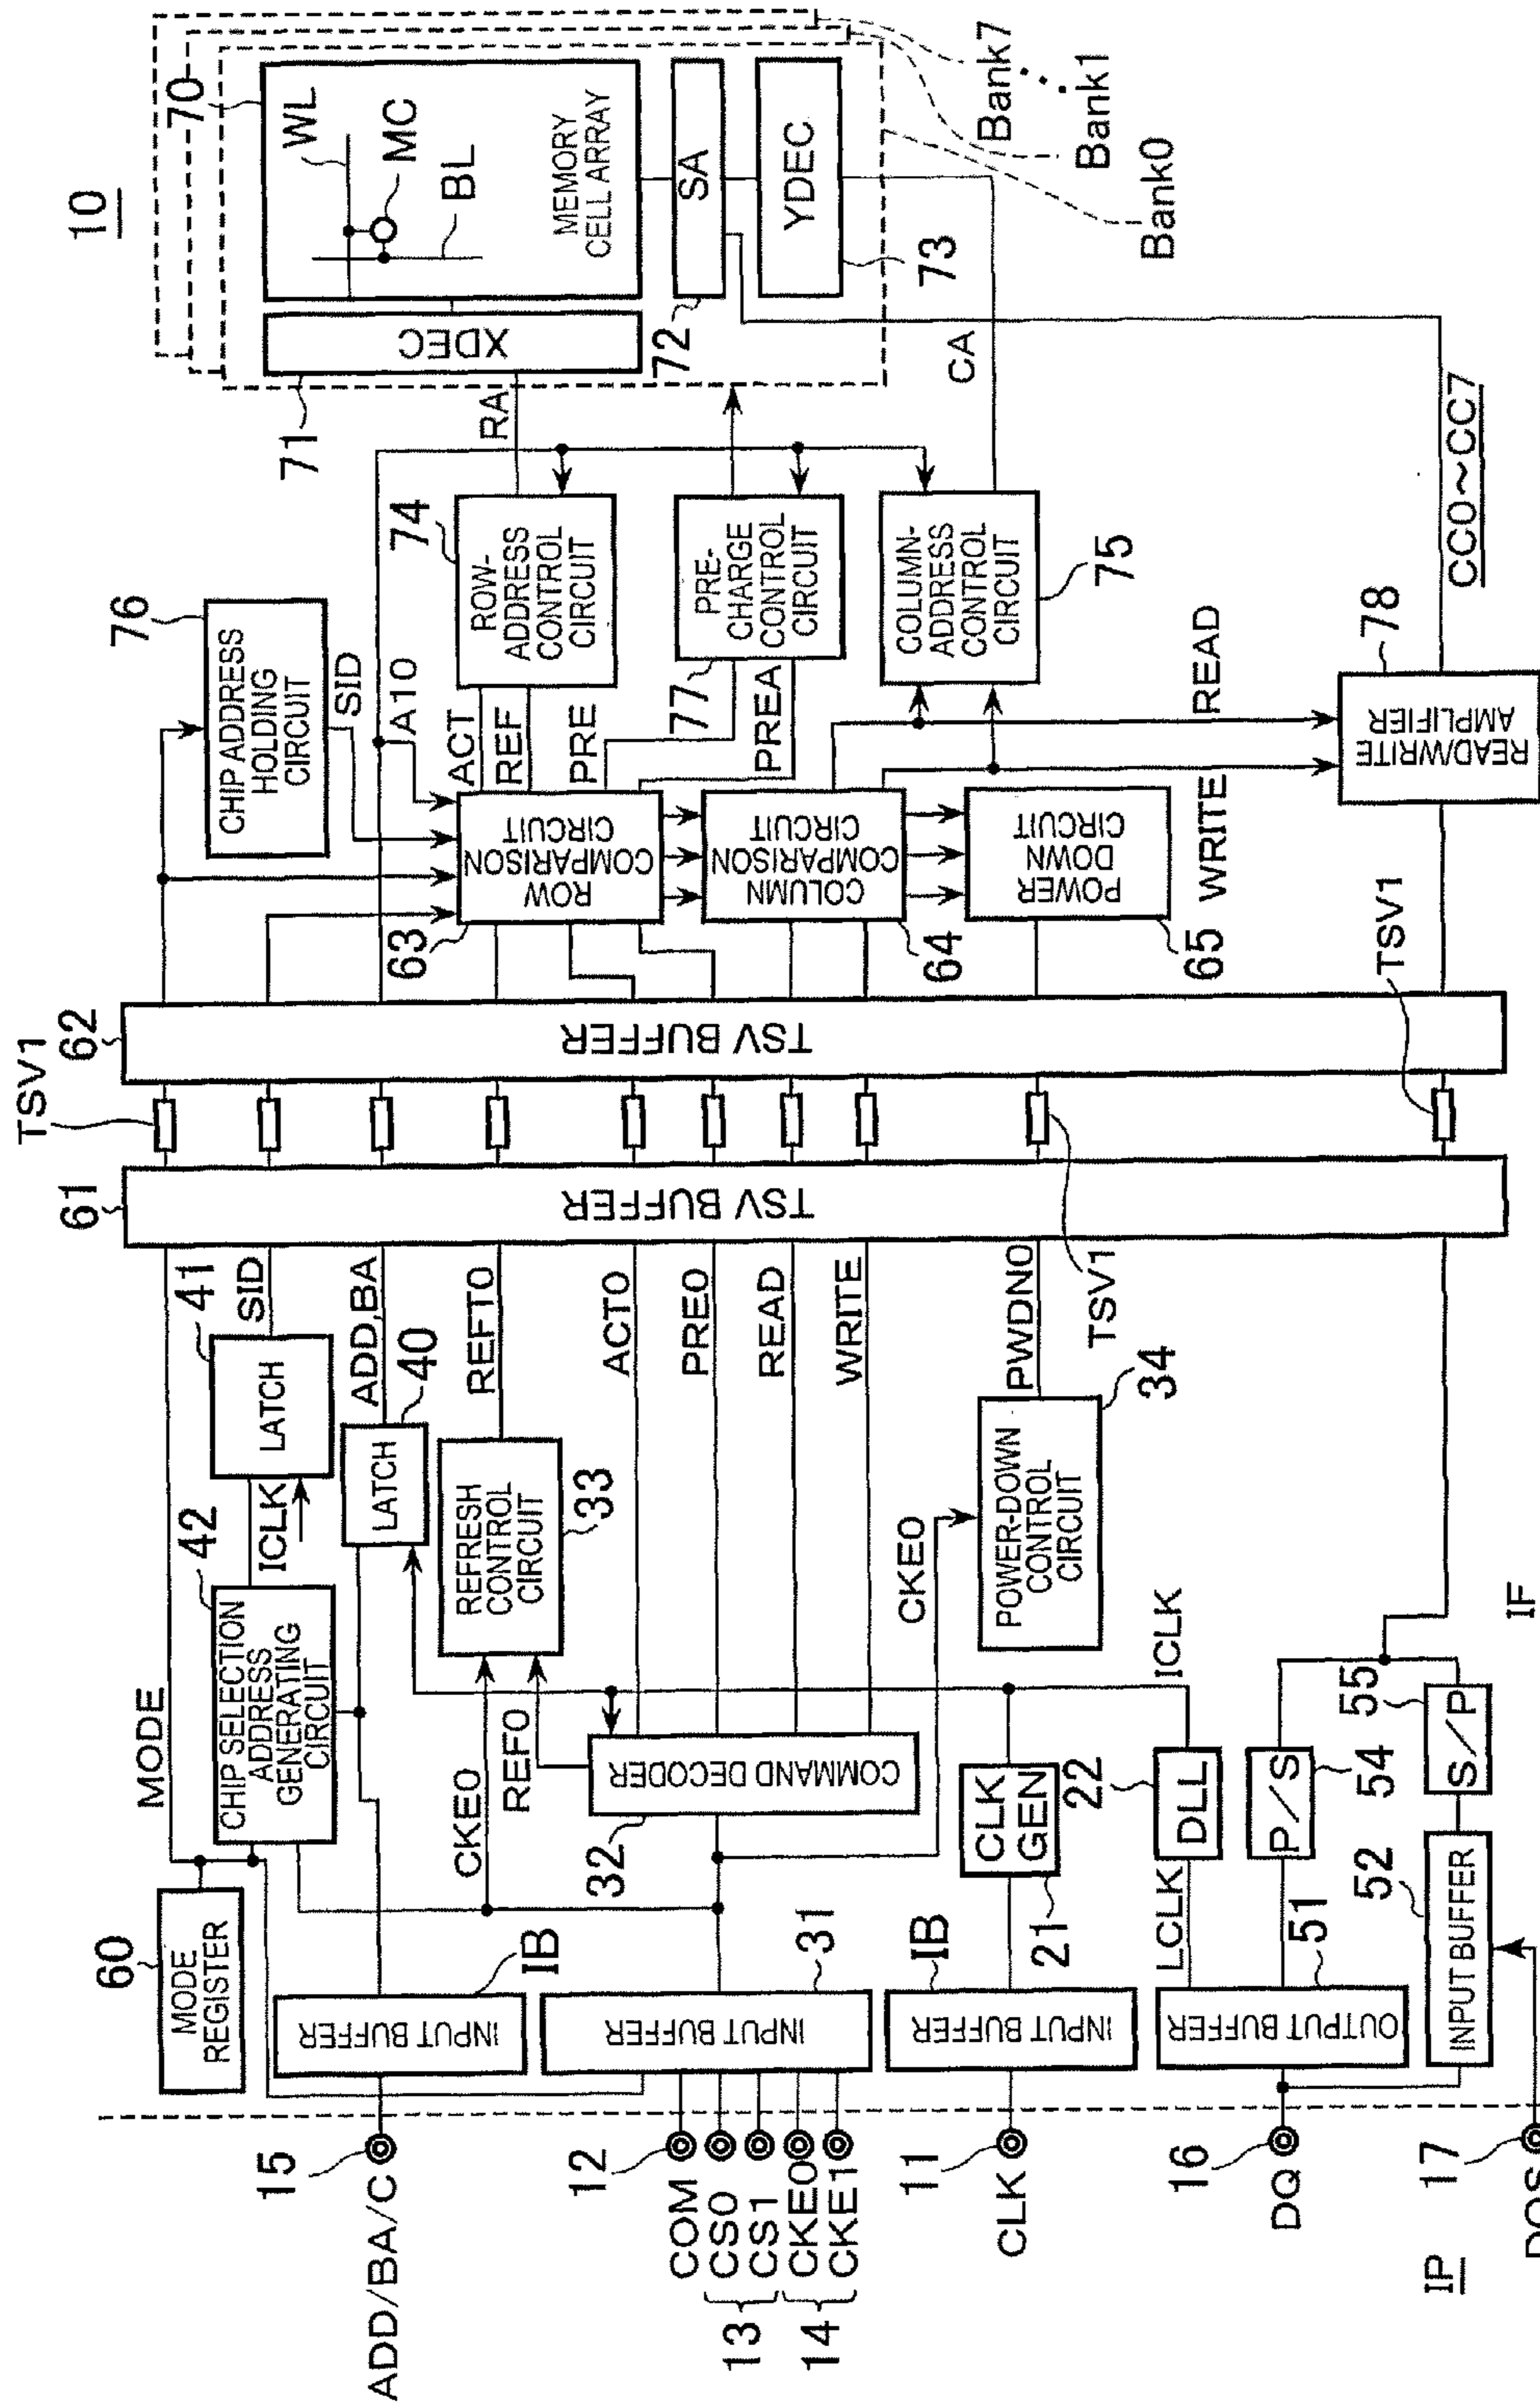 10
60
MODE
REGISTER
MODE
42
CHIP SELECTION
ADDRESS
GENERATING
CIRCUIT
ICLK
41
LATCH
SID
61
TSV BUFFER
TSV1
62
TSV BUFFER
76
CHIP ADDRESS
HOLDING
CIRCUIT
SID
A10
71
XDEC
70
WL
MC
BL
MEMORY
CELL ARRAY
15
ADD/BA/C
INPUT BUFFER
IB
LATCH
40
ADD,BA
CKE0
REF0
REFRESH
CONTROL
CIRCUIT
33
REFT0
63
ROW
COMPARISON
CIRCUIT
ACT
REF
PRE
PREA
74
ROW-
ADDRESS
CONTROL
CIRCUIT
RA
72
SA
12
COM
CS0
CS1
CKE0
CKE1
13
14
INPUT BUFFER
31
32
COMMAND DECODER
ACT0
PRE0
READ
WRITE
77
PRE-
CHARGE
CONTROL
CIRCUIT
64
COLUMN
COMPARISON
CIRCUIT
YDEC
73
CA
Bank7
Bank1
Bank0
11
CLK
INPUT BUFFER
IB
CLK
GEN
21
CKE0
POWER-DOWN
CONTROL
CIRCUIT
34
PWDN0
TSV1
65
POWER
DOWN
CIRCUIT
COLUMN-
ADDRESS
CONTROL
CIRCUIT
75
WRITE
READ
16
DQ
OUTPUT BUFFER
51
LCLK
22
DLL
ICLK
P/S
54
TSV1
READ/WRITE
AMPLIFIER
78
CC0~CC7
17
IP
INPUT BUFFER
52
S/P
55
IF